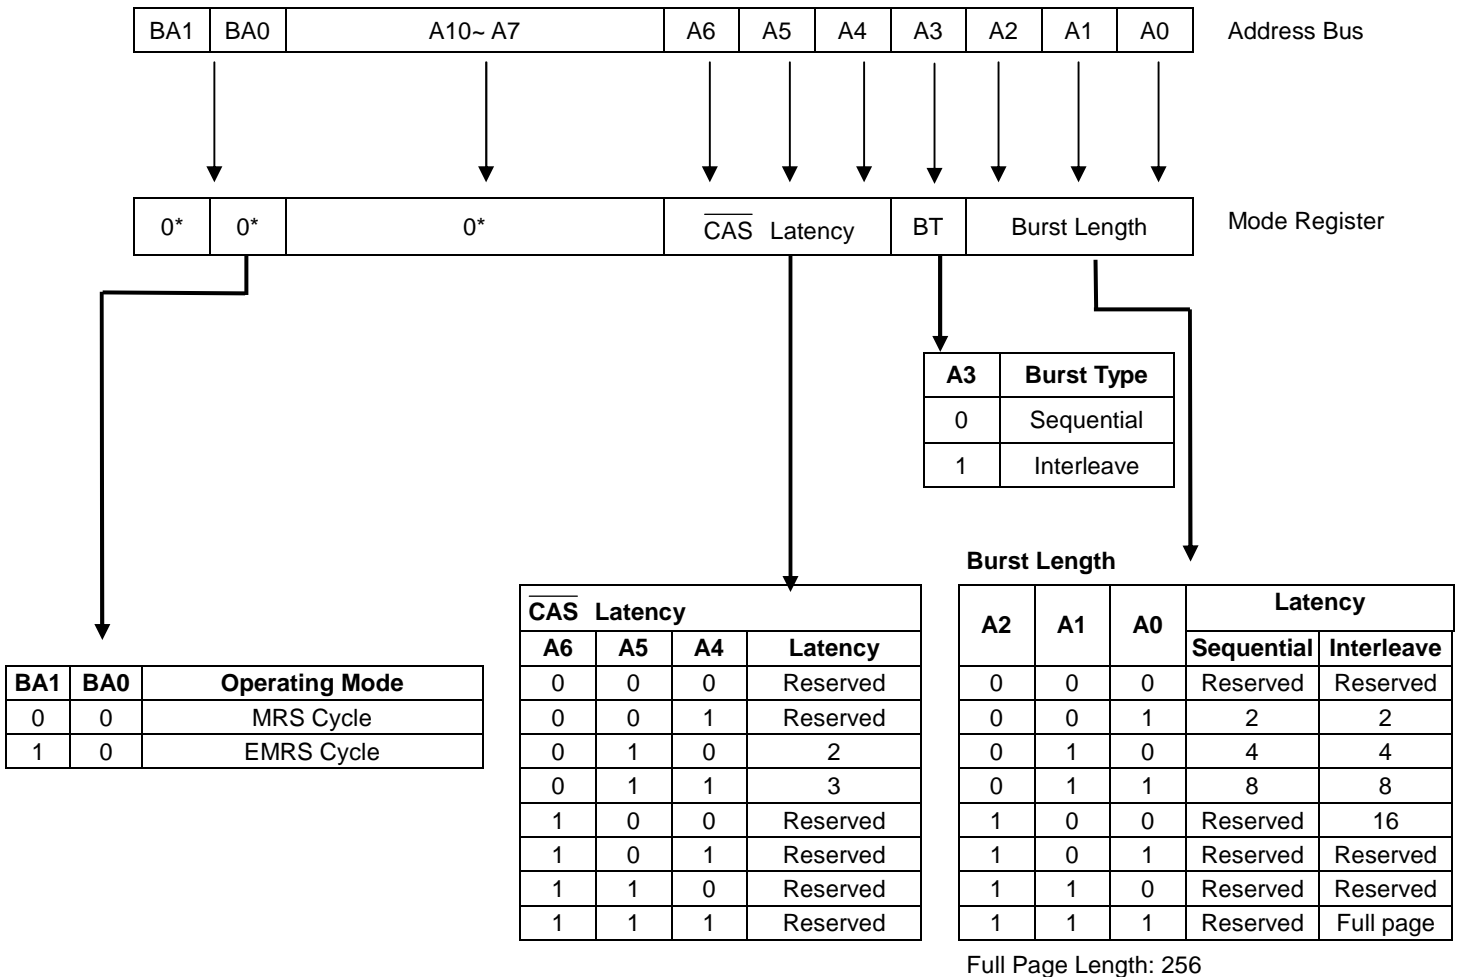 BA1 BA0 A10~ A7 A6 A5 A4 A3 A2 A1 A0 Address Bus
0* 0* 0* CAS Latency BT Burst Length Mode Register
A3 Burst Type
0 Sequential
1 Interleave
BA1 BA0 Operating Mode
0 0 MRS Cycle
1 0 EMRS Cycle
CAS Latency
A6 A5 A4 Latency
0 0 0 Reserved
0 0 1 Reserved
0 1 0 2
0 1 1 3
1 0 0 Reserved
1 0 1 Reserved
1 1 0 Reserved
1 1 1 Reserved
Burst Length
A2 A1 A0 Latency
Sequential Interleave
0 0 0 Reserved Reserved
0 0 1 2 2
0 1 0 4 4
0 1 1 8 8
1 0 0 Reserved 16
1 0 1 Reserved Reserved
1 1 0 Reserved Reserved
1 1 1 Reserved Full page
Full Page Length: 256